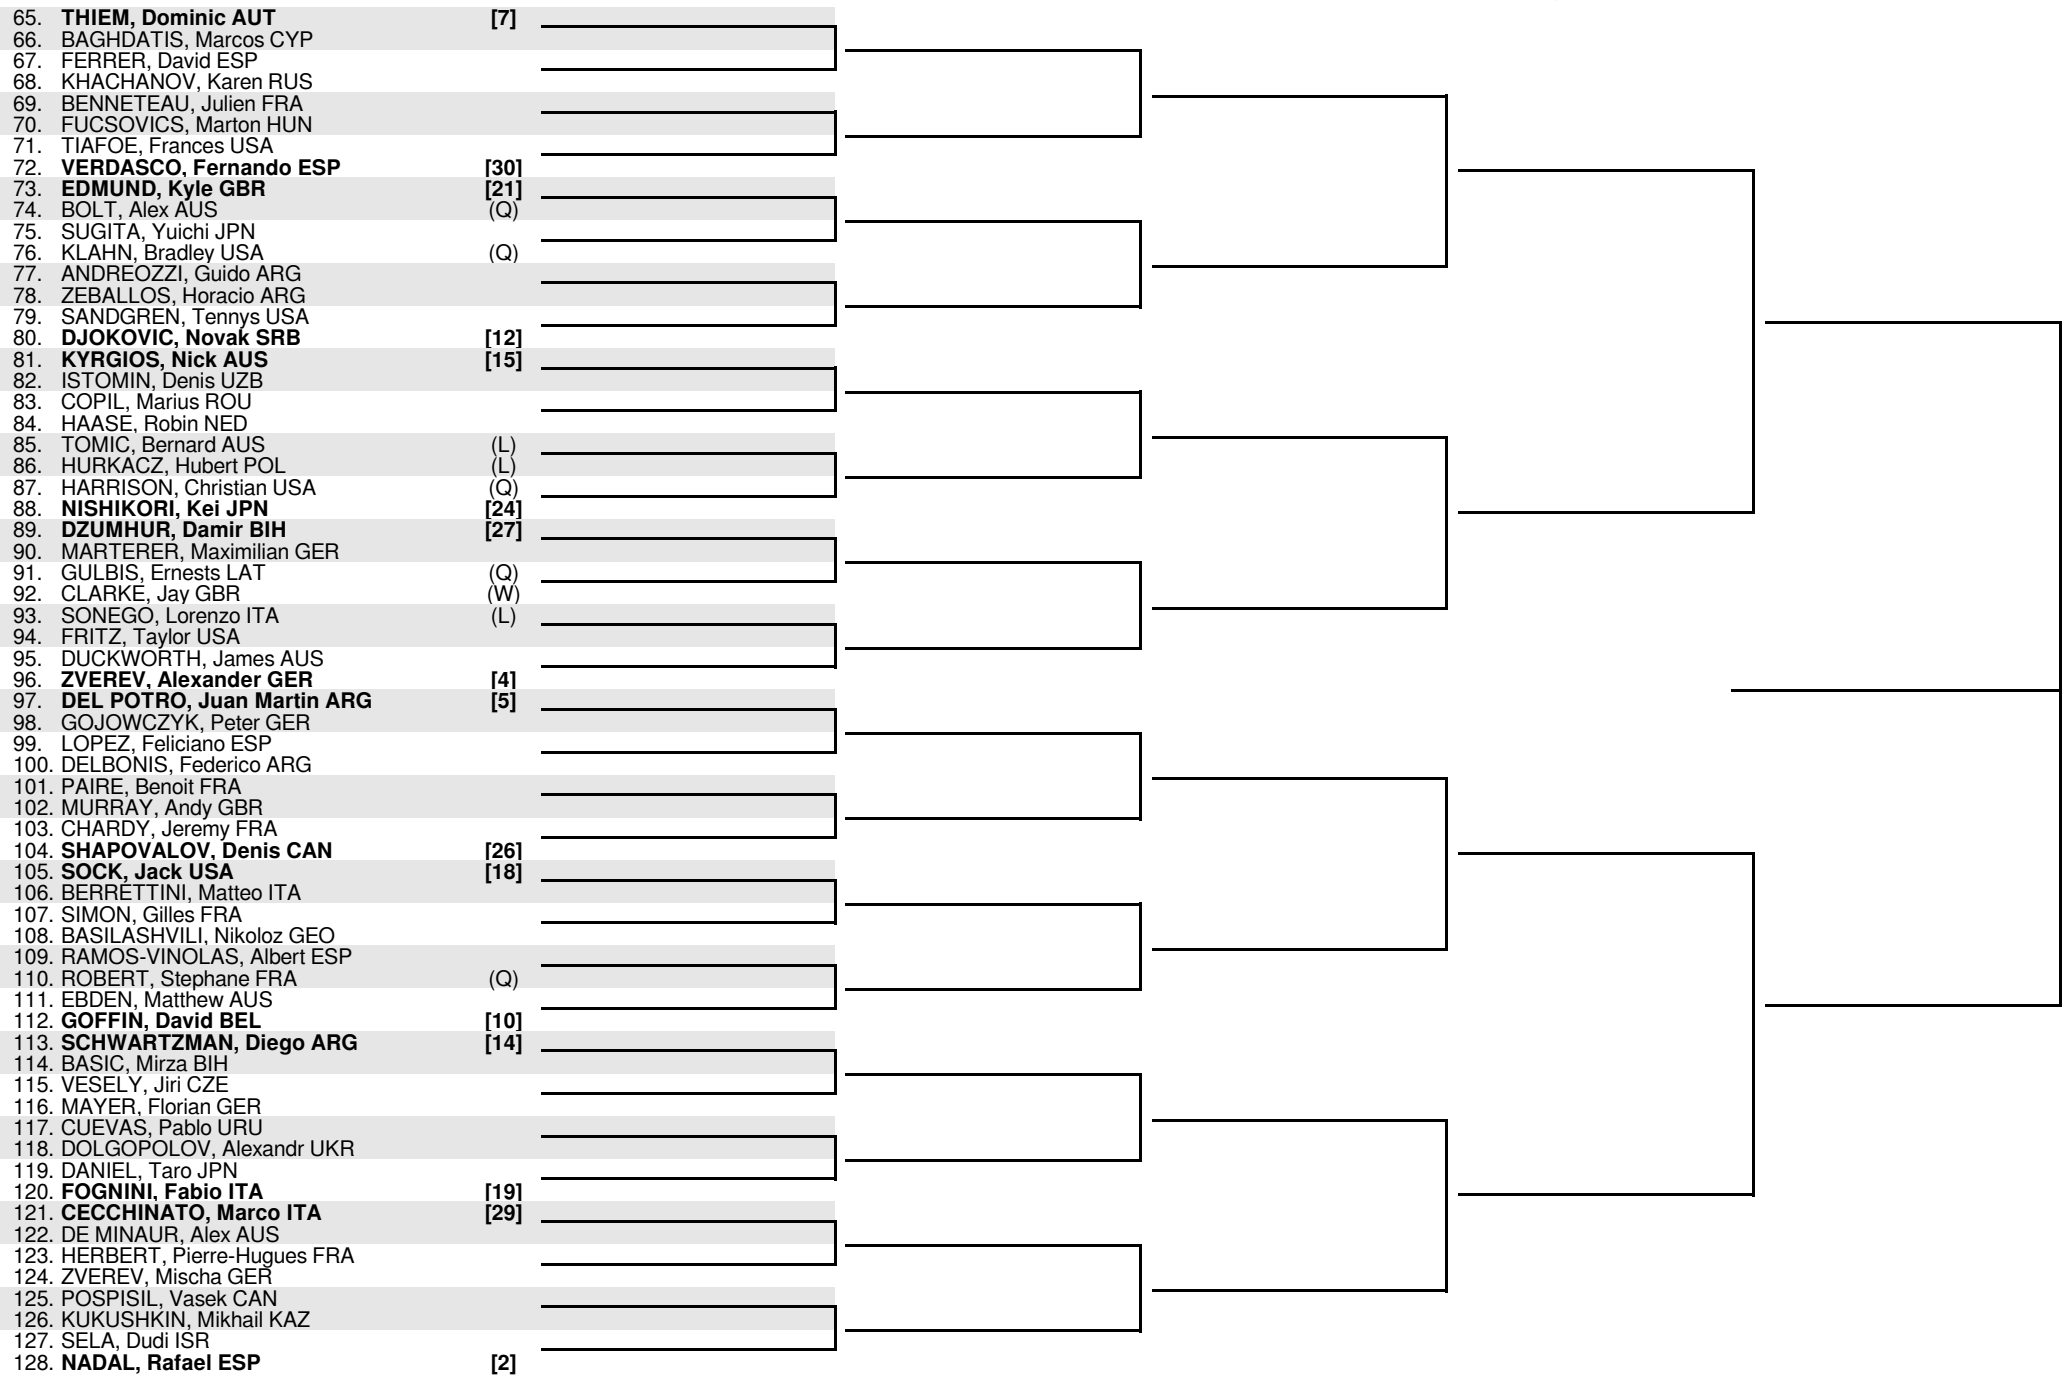 65. THIEM, Dominic AUT [7]
66. BAGHDATIS, Marcos CYP
67. FERRER, David ESP
68. KHACHANOV, Karen RUS
69. BENNETEAU, Julien FRA
70. FUCSOVICS, Marton HUN
71. TIAFOE, Frances USA
72. VERDASCO, Fernando ESP [30]
73. EDMUND, Kyle GBR [21]
74. BOLT, Alex AUS (Q)
75. SUGITA, Yuichi JPN
76. KLAHN, Bradley USA (Q)
77. ANDREOZZI, Guido ARG
78. ZEBALLOS, Horacio ARG
79. SANDGREN, Tennys USA
80. DJOKOVIC, Novak SRB [12]
81. KYRGIOS, Nick AUS [15]
82. ISTOMIN, Denis UZB
83. COPIL, Marius ROU
84. HAASE, Robin NED
85. TOMIC, Bernard AUS (L)
86. HURKACZ, Hubert POL (L)
87. HARRISON, Christian USA (Q)
88. NISHIKORI, Kei JPN [24]
89. DZUMHUR, Damir BIH [27]
90. MARTERER, Maximilian GER
91. GULBIS, Ernests LAT (Q)
92. CLARKE, Jay GBR (W)
93. SONEGO, Lorenzo ITA (L)
94. FRITZ, Taylor USA
95. DUCKWORTH, James AUS
96. ZVEREV, Alexander GER [4]
97. DEL POTRO, Juan Martin ARG [5]
98. GOJOWCZYK, Peter GER
99. LOPEZ, Feliciano ESP
100. DELBONIS, Federico ARG
101. PAIRE, Benoit FRA
102. MURRAY, Andy GBR
103. CHARDY, Jeremy FRA
104. SHAPOVALOV, Denis CAN [26]
105. SOCK, Jack USA [18]
106. BERRETTINI, Matteo ITA
107. SIMON, Gilles FRA
108. BASILASHVILI, Nikoloz GEO
109. RAMOS-VINOLAS, Albert ESP
110. ROBERT, Stephane FRA (Q)
111. EBDEN, Matthew AUS
112. GOFFIN, David BEL [10]
113. SCHWARTZMAN, Diego ARG [14]
114. BASIC, Mirza BIH
115. VESELY, Jiri CZE
116. MAYER, Florian GER
117. CUEVAS, Pablo URU
118. DOLGOPOLOV, Alexandr UKR
119. DANIEL, Taro JPN
120. FOGNINI, Fabio ITA [19]
121. CECCHINATO, Marco ITA [29]
122. DE MINAUR, Alex AUS
123. HERBERT, Pierre-Hugues FRA
124. ZVEREV, Mischa GER
125. POSPISIL, Vasek CAN
126. KUKUSHKIN, Mikhail KAZ
127. SELA, Dudi ISR
128. NADAL, Rafael ESP [2]